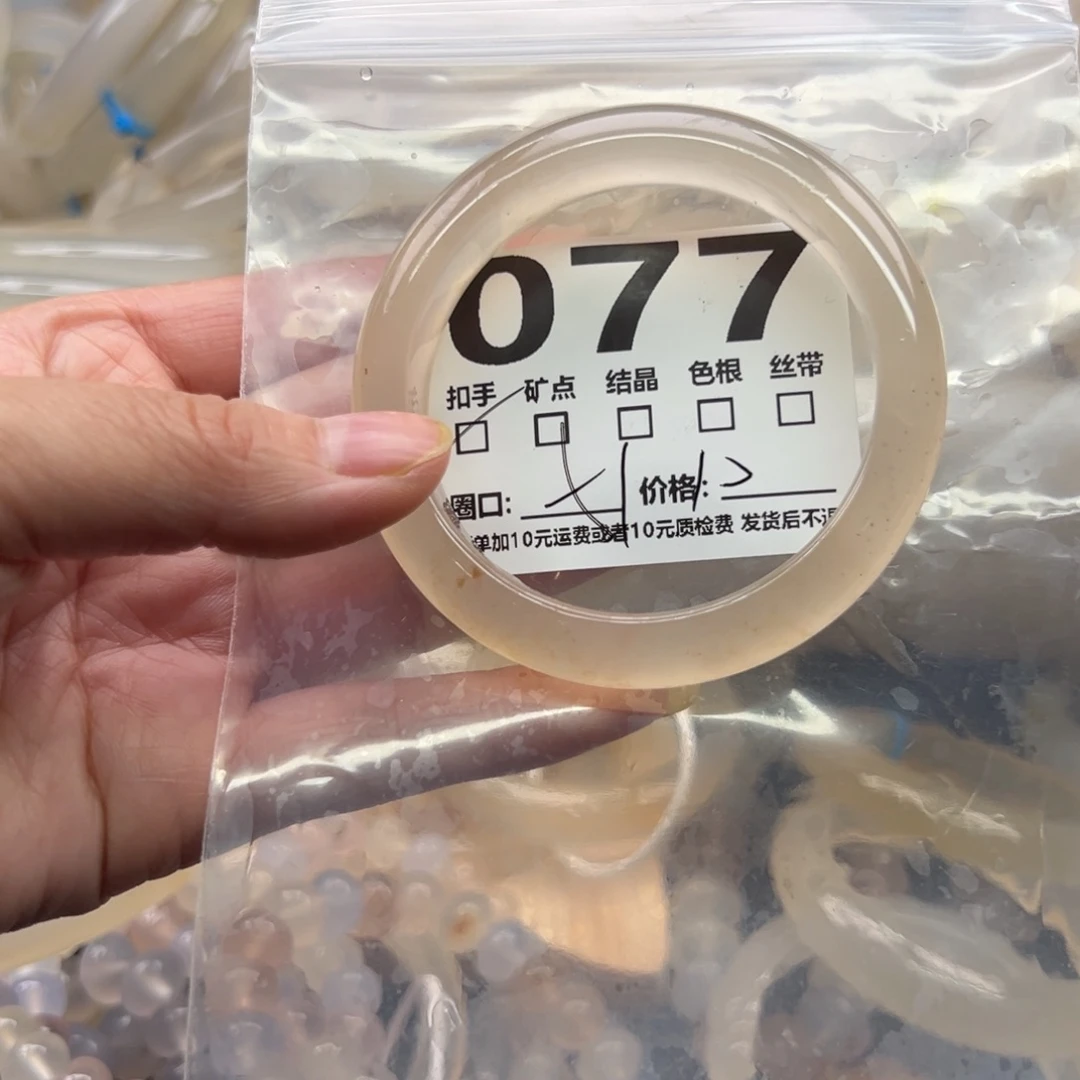 077
扣手 矿点 结晶 色根 丝带
圈口: 价格:
单加10元运费或者10元质检费 发货后不退